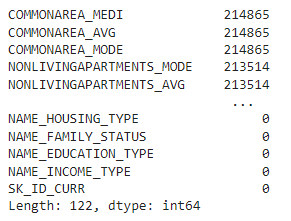 COMMONAREA_MEDI 214865
COMMONAREA_AVG 214865
COMMONAREA_MODE 214865
NONLIVINGAPARTMENTS_MODE 213514
NONLIVINGAPARTMENTS_AVG 213514
...
NAME_HOUSING_TYPE 0
NAME_FAMILY_STATUS 0
NAME_EDUCATION_TYPE 0
NAME_INCOME_TYPE 0
SK_ID_CURR 0
Length: 122, dtype: int64